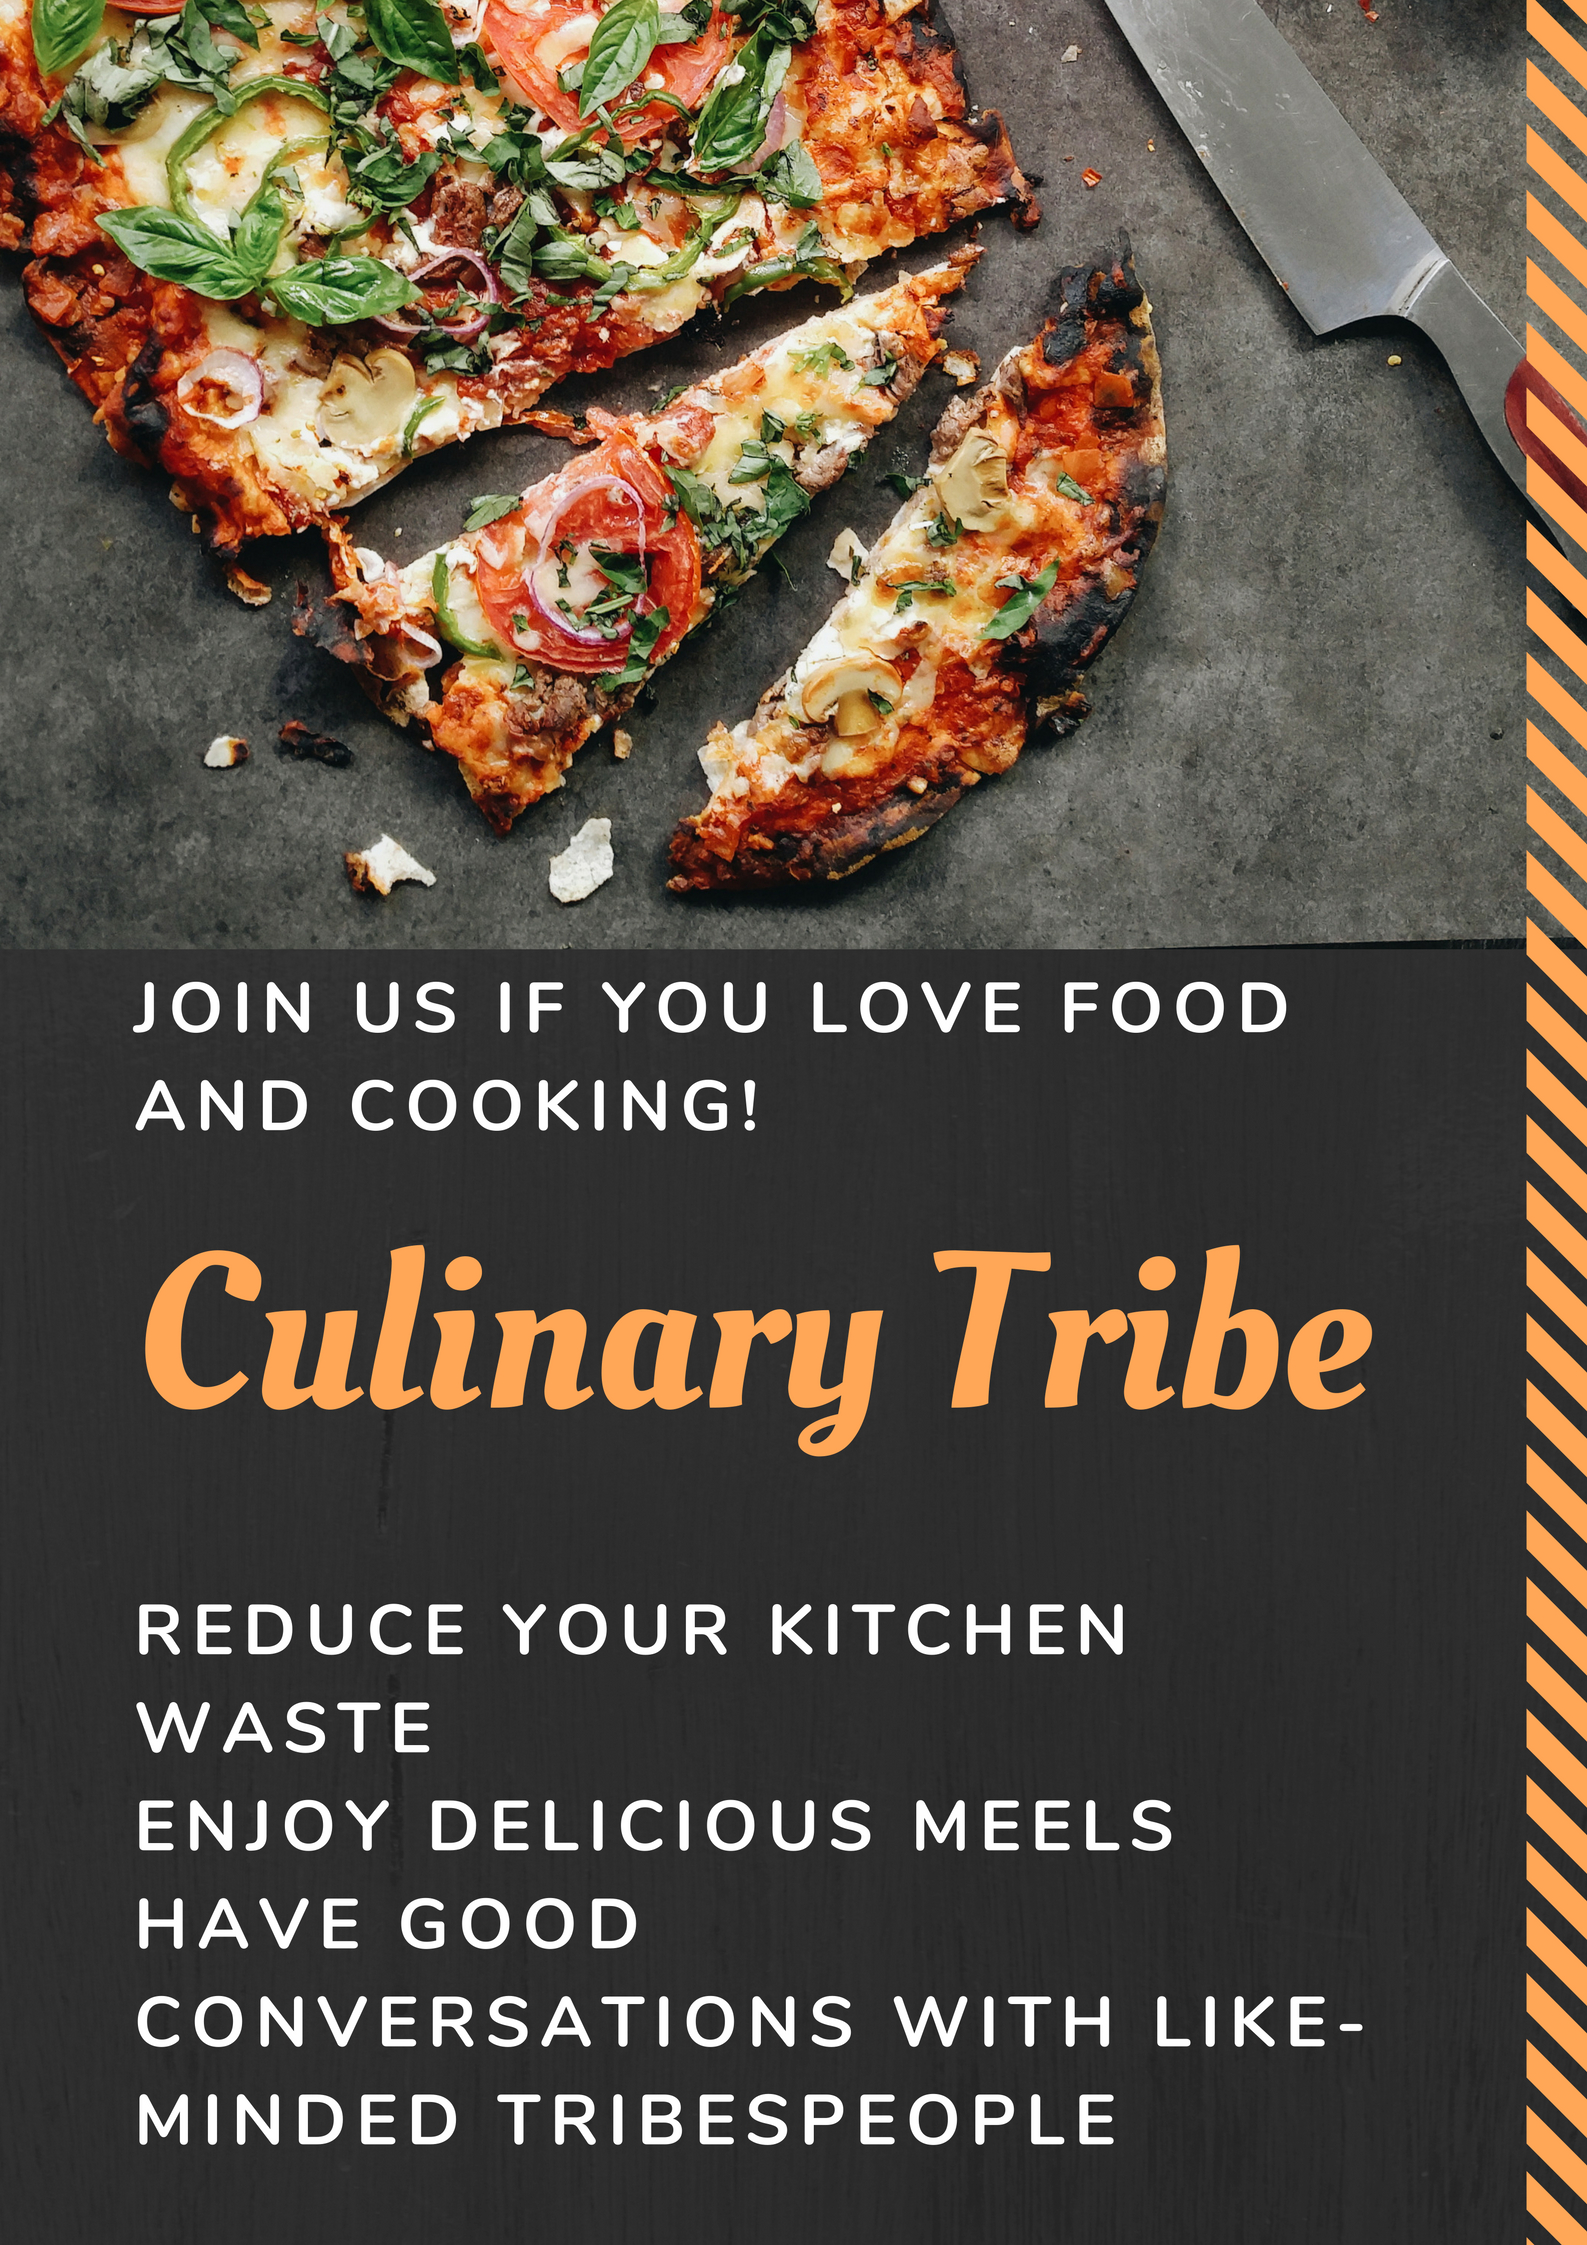 JOIN US IF YOU LOVE FOOD
AND COOKING!
Culinary Tribe
REDUCE YOUR KITCHEN
WASTE
ENJOY DELICIOUS MEELS
HAVE GOOD
CONVERSATIONS WITH LIKE-
MINDED TRIBESPEOPLE